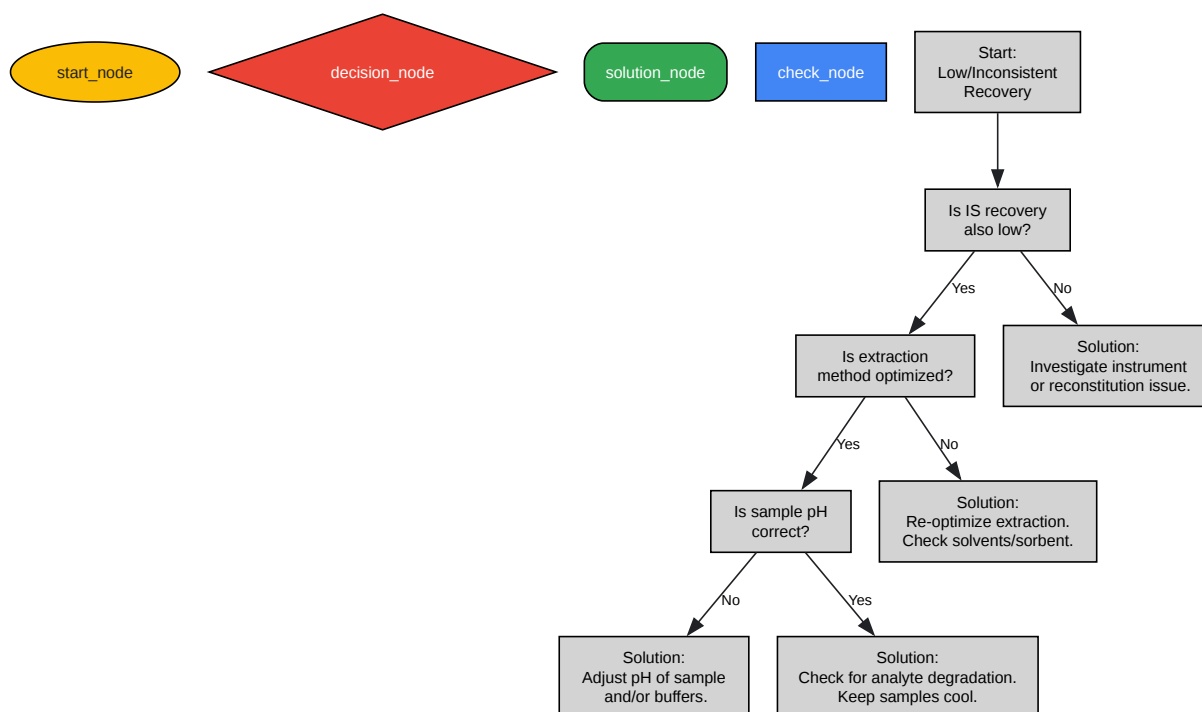 start_node
decision_node
solution_node
check_node
Start:
Low/Inconsistent
Recovery
Is IS recovery
also low?
Yes
No
Is extraction
method optimized?
Solution:
Investigate instrument
or reconstitution issue.
Yes
No
Is sample pH
correct?
Solution:
Re-optimize extraction.
Check solvents/sorbent.
No
Yes
Solution:
Adjust pH of sample
and/or buffers.
Solution:
Check for analyte degradation.
Keep samples cool.